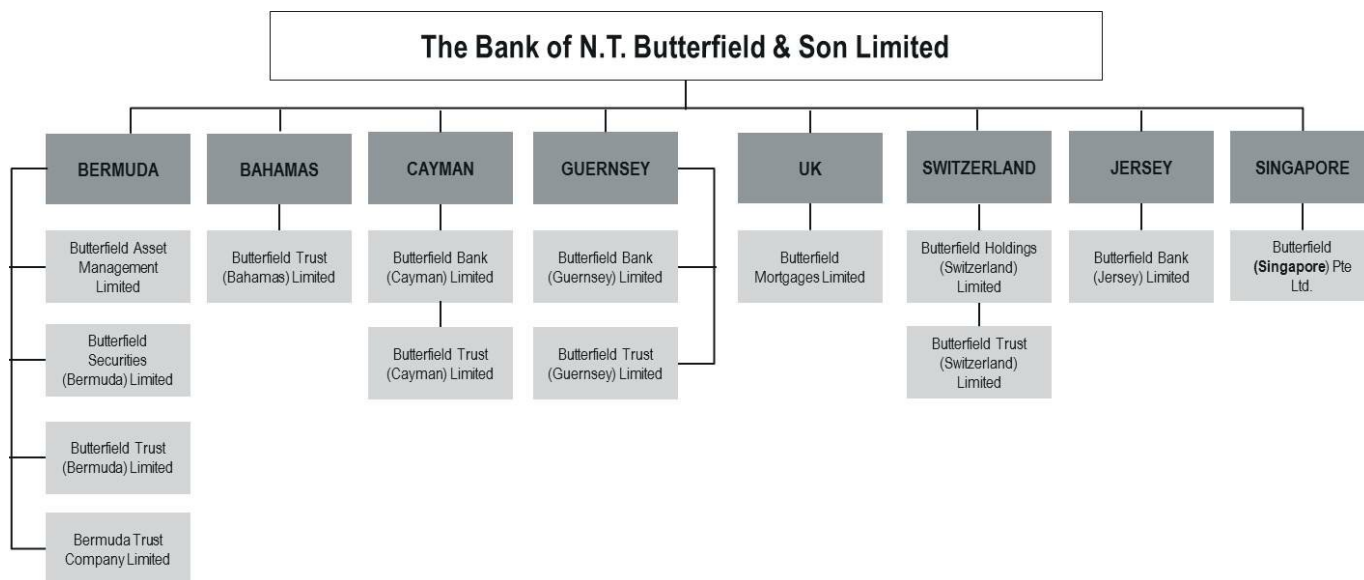 The Bank of N.T. Butterfield & Son Limited
BERMUDA
BAHAMAS
CAYMAN
GUERNSEY
UK
SWITZERLAND
JERSEY
SINGAPORE
Butterfield Asset
Management
Limited
Butterfield Trust
(Bahamas) Limited
Butterfield Bank
(Cayman) Limited
Butterfield Bank
(Guernsey) Limited
Butterfield
Mortgages Limited
Butterfield Holdings
(Switzerland)
Limited
Butterfield Bank
(Jersey) Limited
Butterfield
(Singapore) Pte
Ltd.
Butterfield
Securities
(Bermuda) Limited
Butterfield Trust
(Cayman) Limited
Butterfield Trust
(Guernsey) Limited
Butterfield Trust
(Switzerland)
Limited
Butterfield Trust
(Bermuda) Limited
Bermuda Trust
Company Limited